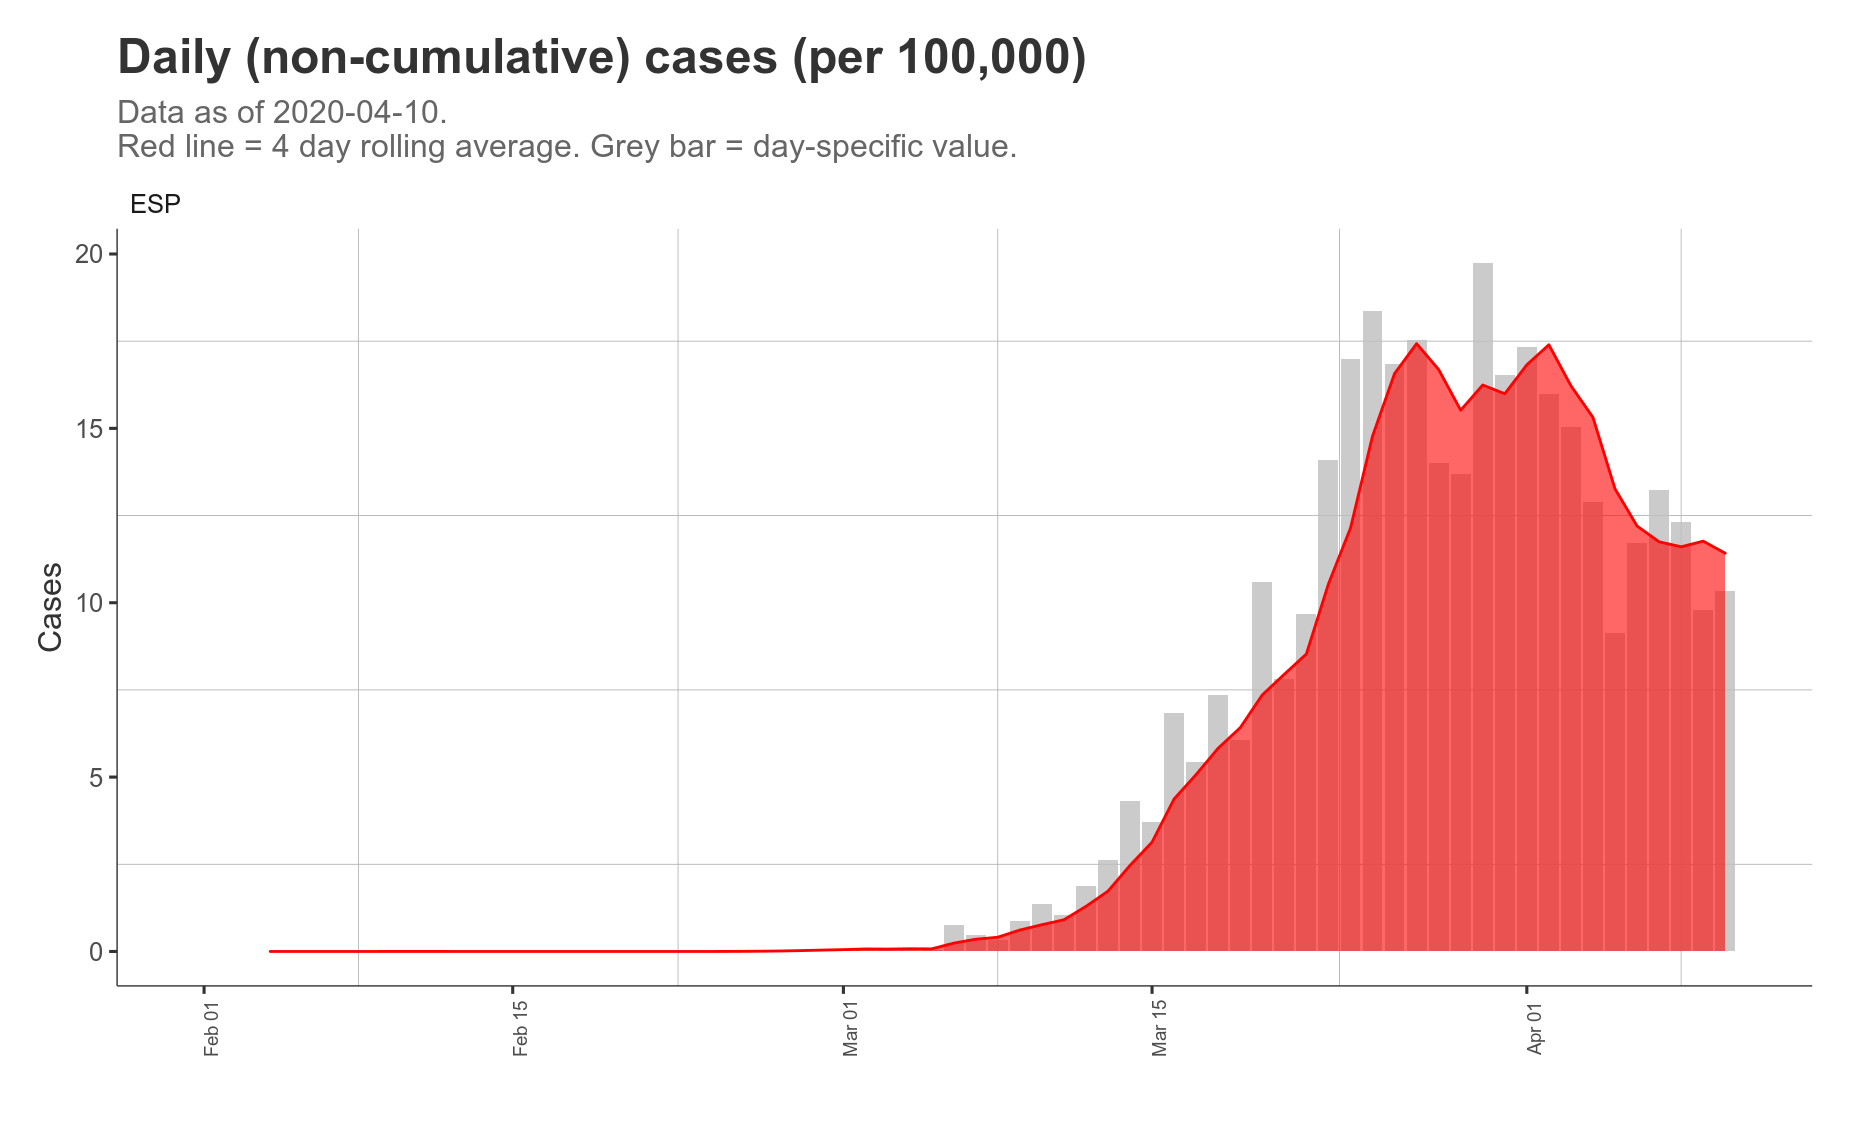 Daily (non-cumulative) cases (per 100,000)
Data as of 2020-04-10.
Red line = 4 day rolling average. Grey bar = day-specific value.
ESP
20
15
10
5
0
Cases
Feb 01
Feb 15
Mar 01
Mar 15
Apr 01